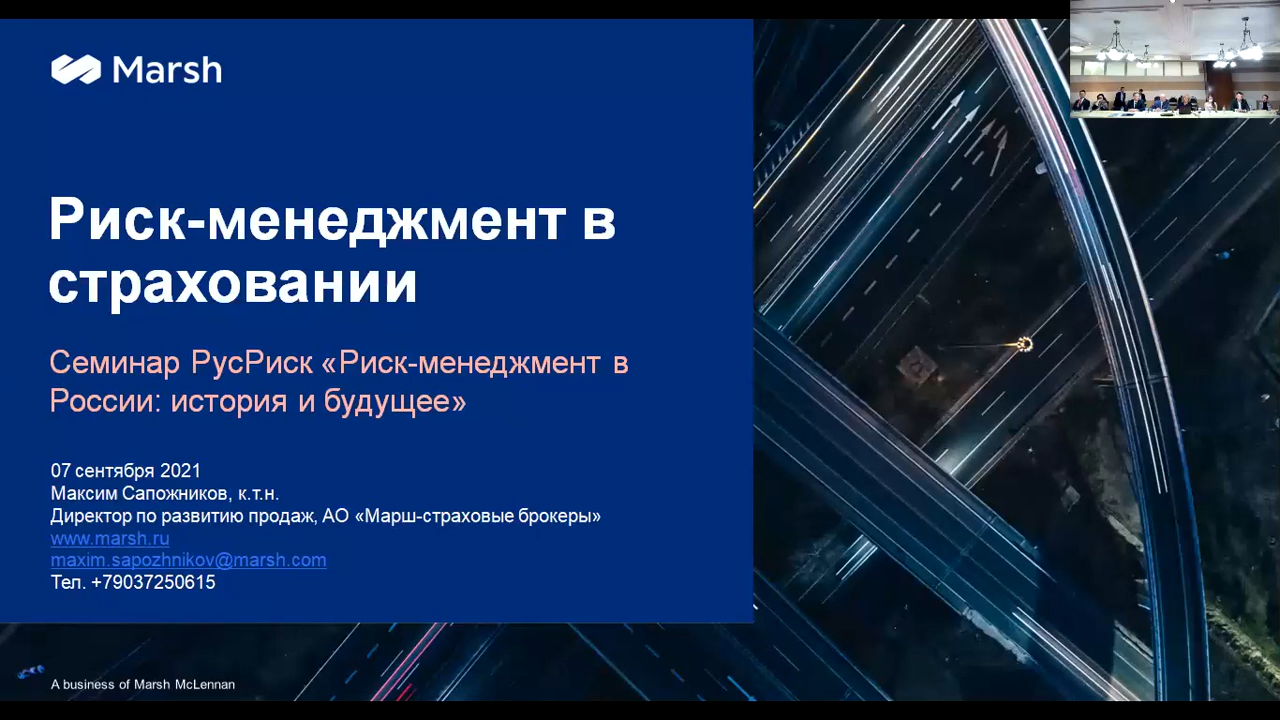 Marsh
Риск-менеджмент в
страховании
Семинар РусРиск «Риск-менеджмент в
России: история и будущее»
07 сентября 2021
Максим Сапожников, к.т.н.
Директор по развитию продаж, АО «Марш-страховые брокеры»
www.marsh.ru
maxim.sapozhnikov@marsh.com
Тел. +79037250615
A business of Marsh McLennan